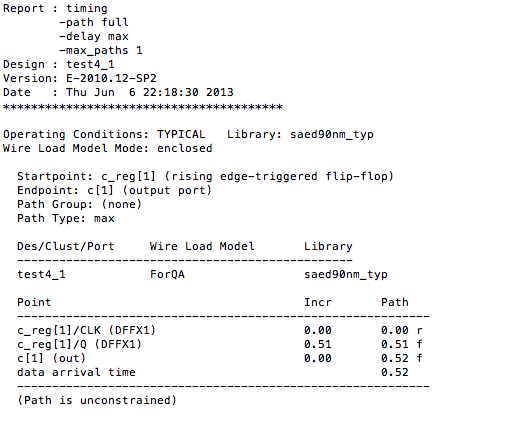 Report : timing
-path full
-delay max
-max_paths 1
Design : test4_1
Version: E-2010.12-SP2
Date   : Thu Jun  6 22:18:30 2013
****************************************
Operating Conditions: TYPICAL   Library: saed90nm_typ
Wire Load Model Mode: enclosed
Startpoint: c_reg[1] (rising edge-triggered flip-flop)
Endpoint: c[1] (output port)
Path Group: (none)
Path Type: max
Des/Clust/Port     Wire Load Model       Library
------------------------------------------------
test4_1            ForQA                 saed90nm_typ
Point                                    Incr       Path
-----------------------------------------------------------
c_reg[1]/CLK (DFFX1)                     0.00       0.00 r
c_reg[1]/Q (DFFX1)                       0.51       0.51 f
c[1] (out)                               0.00       0.52 f
data arrival time                                   0.52
-----------------------------------------------------------
(Path is unconstrained)